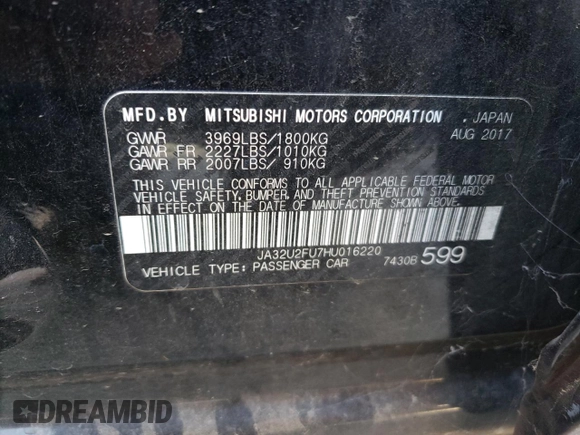 MFD.BY MITSUBISHI MOTORS CORPORATION , JAPAN
GVWR 3969LBS/1800KG AUG 2017
GAWR FR 2227LBS/1010KG
GAWR RR 2007LBS/ 910KG
THIS VEHICLE CONFORMS TO ALL APPLICABLE FEDERAL MOTOR
VEHICLE SAFETY, BUMPER, AND THEFT PREVENTION STANDARDS
IN EFFECT ON THE DATE OF MANUFACTURE SHOWN ABOVE.
JA32U2FU7HU016220
VEHICLE TYPE: PASSENGER CAR 7430B 599
DREAMBID